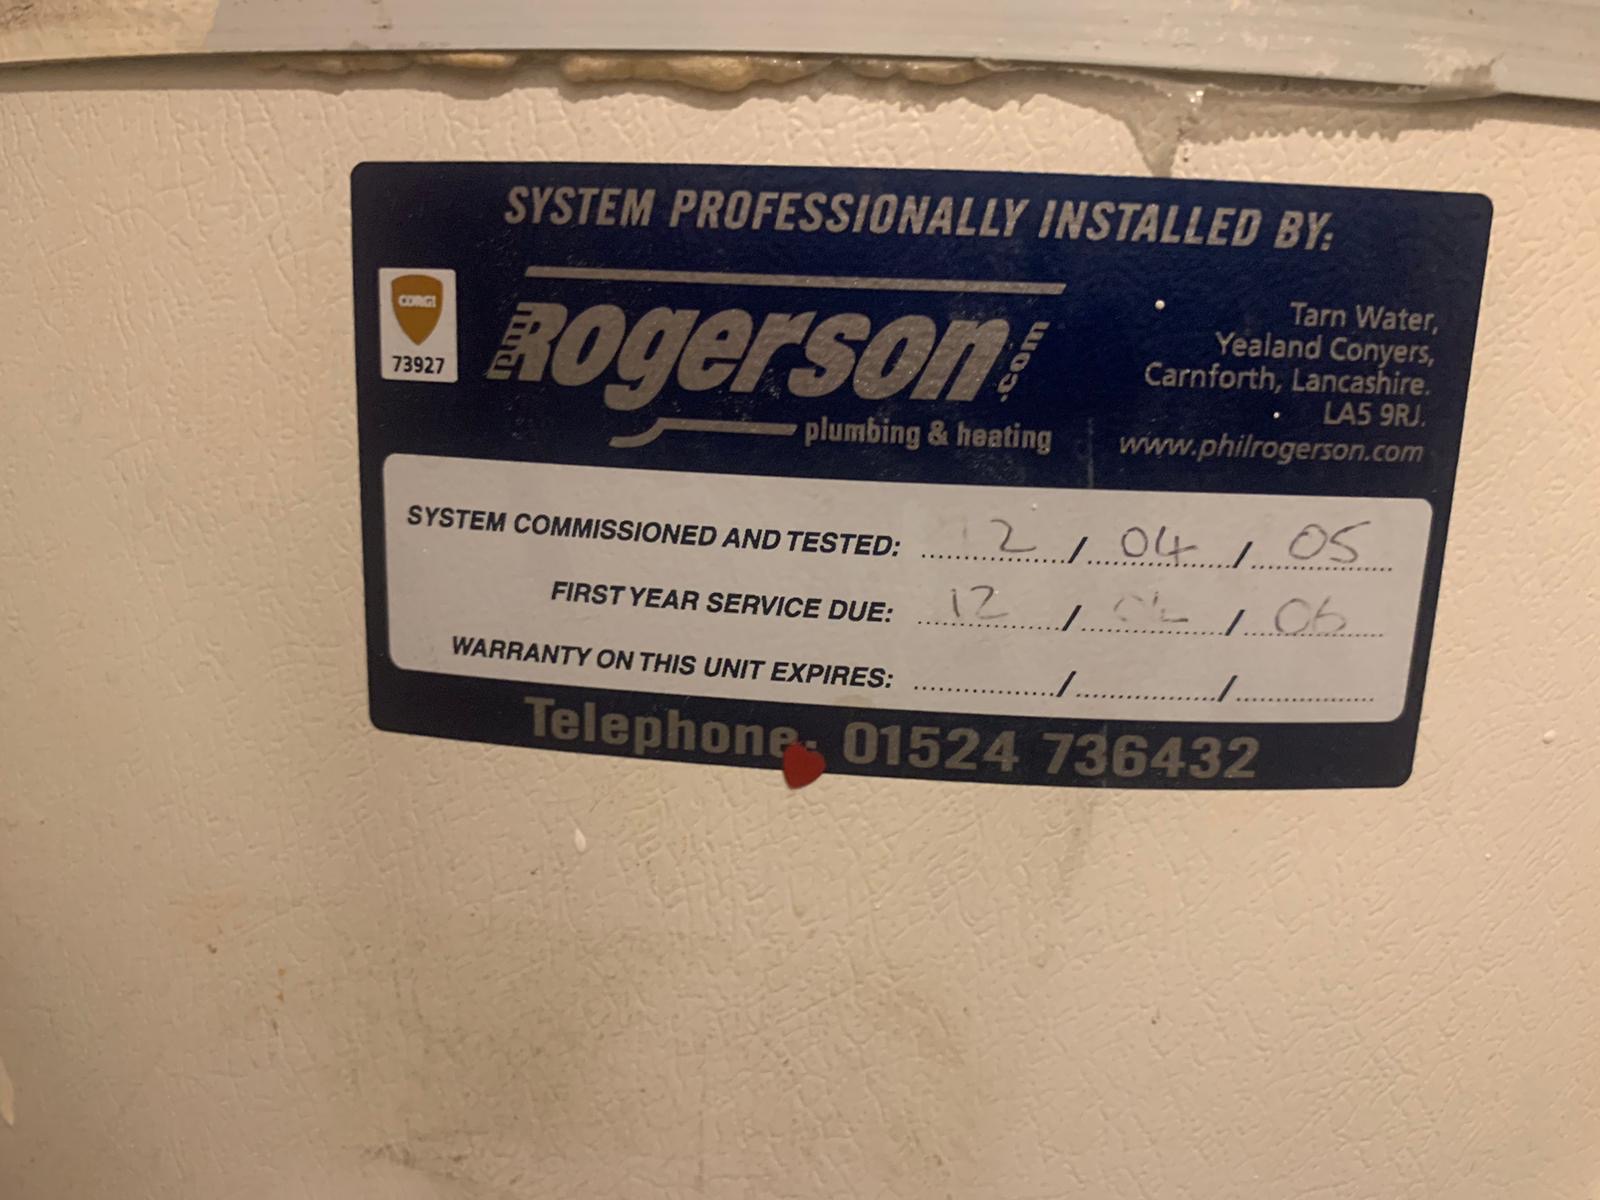 SYSTEM PROFESSIONALLY INSTALLED BY:
CORGI
73927
phil Rogerson.com
plumbing & heating
Tarn Water,
Yealand Conyers,
Carnforth, Lancashire.
LA5 9RJ.
www.philrogerson.com
SYSTEM COMMISSIONED AND TESTED: 12 / 04 / 05
FIRST YEAR SERVICE DUE: 12 / 04 / 06
WARRANTY ON THIS UNIT EXPIRES: / /
Telephone: 01524 736432